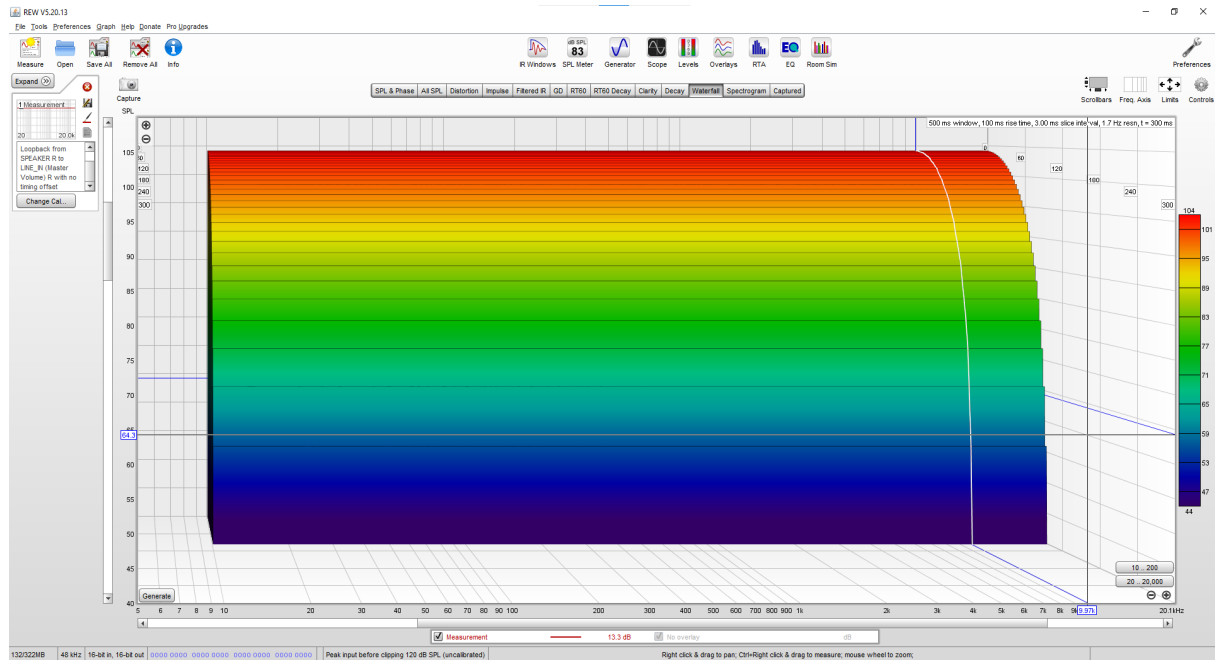 REW V5.20.13
File Tools Preferences Graph Help Donate Pro Upgrades
dB SPL
83
EQ
Measure Open Save All Remove All Info
IR Windows SPL Meter Generator Scope Levels Overlays RTA EQ Room Sim
Preferences
Expand
Capture
SPL & Phase All SPL Distortion Impulse Filtered IR GD RT60 RT60 Decay Clarity Decay Waterfall Spectrogram Captured
Scrollbars Freq. Axis Limits Controls
1 Measurement
20 20.0k
Loopback from
SPEAKER R to
LINE_IN (Master
Volume) R with no
timing offset
Change Cal...
SPL
500 ms window, 100 ms rise time, 3.00 ms slice interval, 1.7 Hz resn, t = 300 ms
105
100
95
90
85
80
75
70
64.3
60
55
50
45
40
120
180
240
300
0
60
120
180
240
300
104
101
95
89
83
77
71
65
59
53
47
44
10 .. 200
20 .. 20,000
Generate
5 6 7 8 9 10 20 30 40 50 60 70 80 90 100 200 300 400 500 600 700 800 900 1k 2k 3k 4k 5k 6k 7k 8k 9.97k 20.1kHz
Measurement 13.3 dB No overlay dB
132/322MB 48 kHz 16-bit in, 16-bit out 0000 0000 0000 0000 0000 0000 0000 0000 Peak input before clipping 120 dB SPL (uncalibrated) Right click & drag to pan; Ctrl+Right click & drag to measure; mouse wheel to zoom;